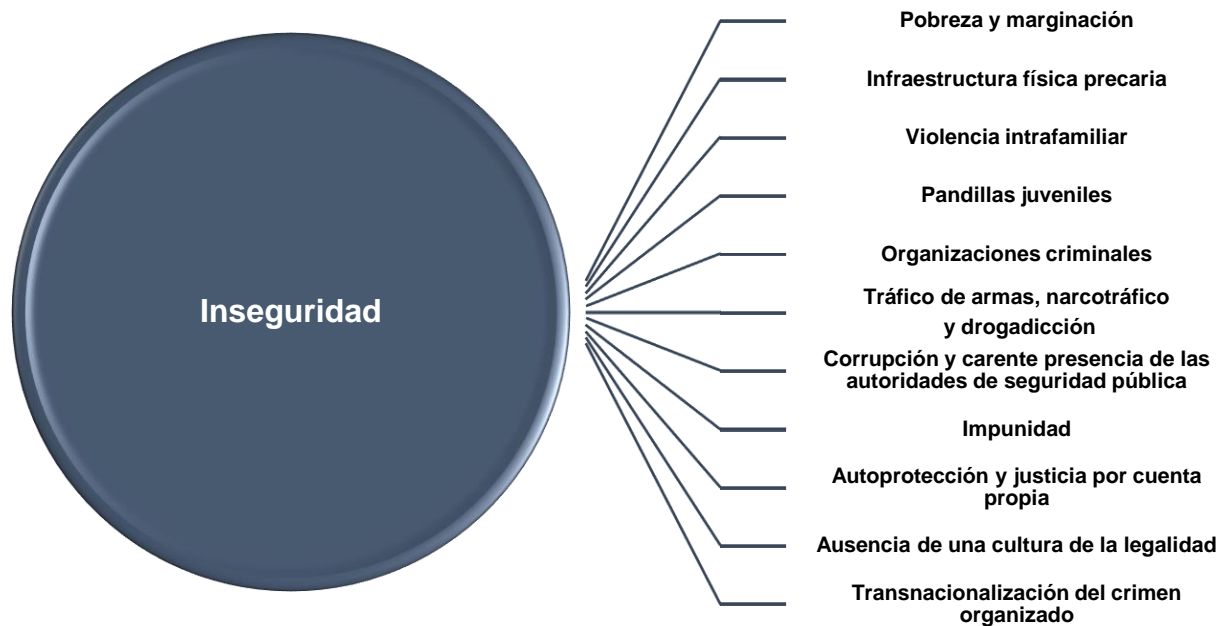 Inseguridad
Pobreza y marginación
Infraestructura física precaria
Violencia intrafamiliar
Pandillas juveniles
Organizaciones criminales
Tráfico de armas, narcotráfico
y drogadicción
Corrupción y carente presencia de las
autoridades de seguridad pública
Impunidad
Autoprotección y justicia por cuenta
propia
Ausencia de una cultura de la legalidad
Transnacionalización del crimen
organizado